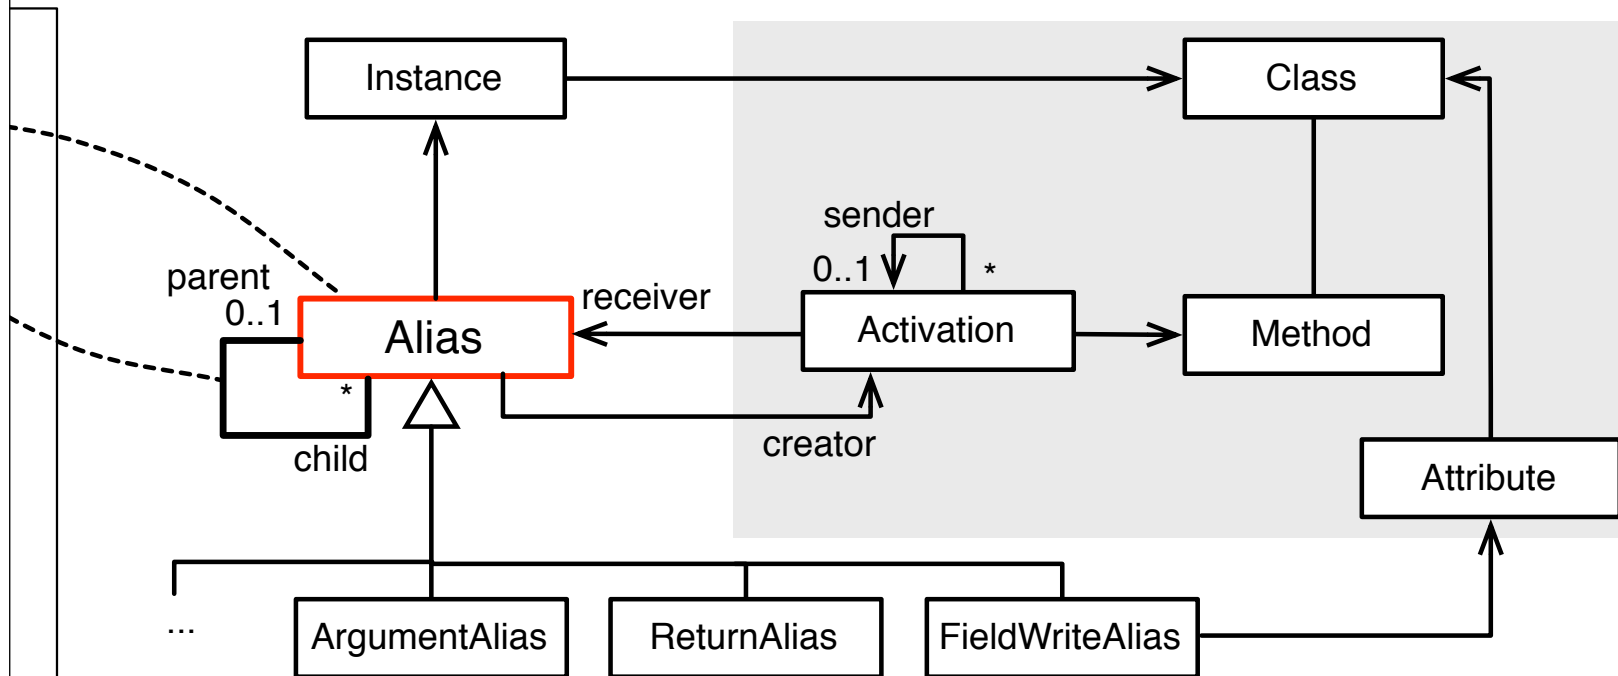 Instance
Class
sender
0..1
*
parent
0..1
receiver
Alias
Activation
Method
*
child
creator
Attribute
...
ArgumentAlias
ReturnAlias
FieldWriteAlias